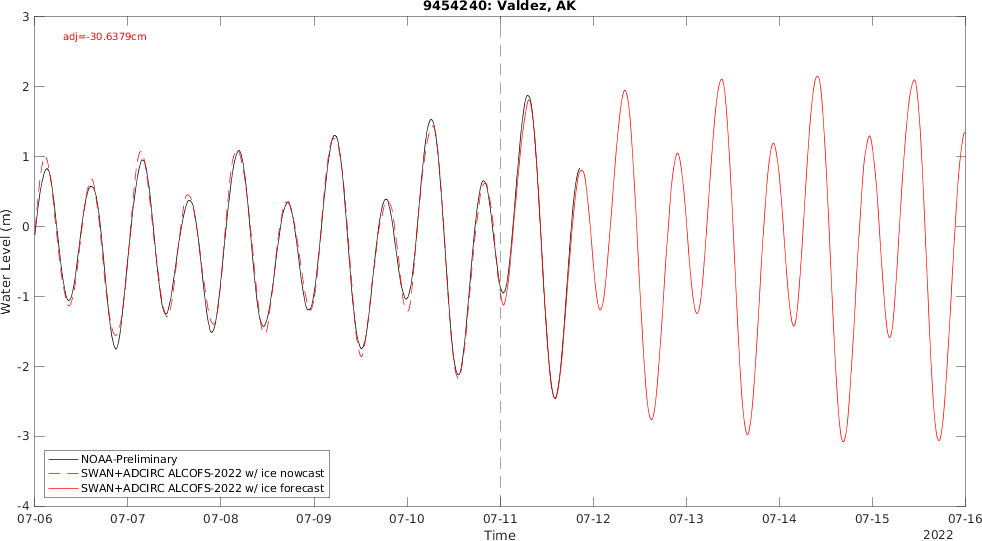 9454240: Valdez, AK
adj=-30.6379cm
3
2
1
0
-1
-2
-3
-4
Water Level (m)
NOAA-Preliminary
SWAN+ADCIRC ALCOFS-2022 w/ ice nowcast
SWAN+ADCIRC ALCOFS-2022 w/ ice forecast
07-06 07-07 07-08 07-09 07-10 07-11 07-12 07-13 07-14 07-15 07-16
Time
2022